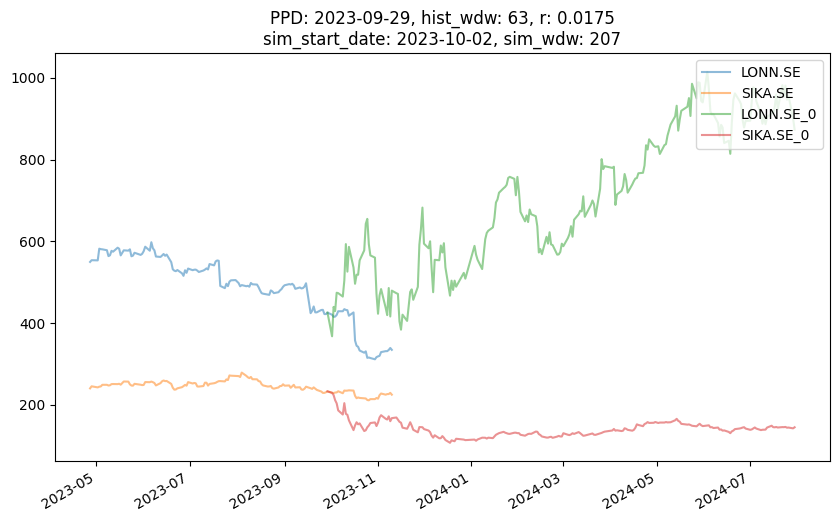 PPD: 2023-09-29, hist_wdw: 63, r: 0.0175
sim_start_date: 2023-10-02, sim_wdw: 207
LONN.SE
SIKA.SE
LONN.SE_0
SIKA.SE_0
1000
800
600
400
200
2023-05
2023-07
2023-09
2023-11
2024-01
2024-03
2024-05
2024-07